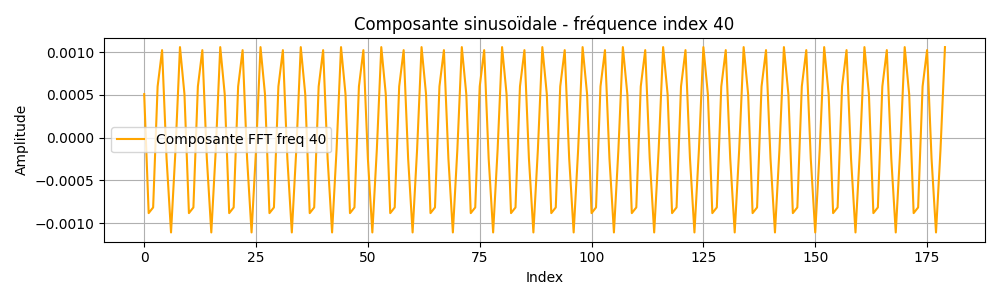 Composante sinusoïdale - fréquence index 40
0.0010
0.0005
0.0000
−0.0005
−0.0010
Amplitude
Composante FFT freq 40
0 25 50 75 100 125 150 175
Index